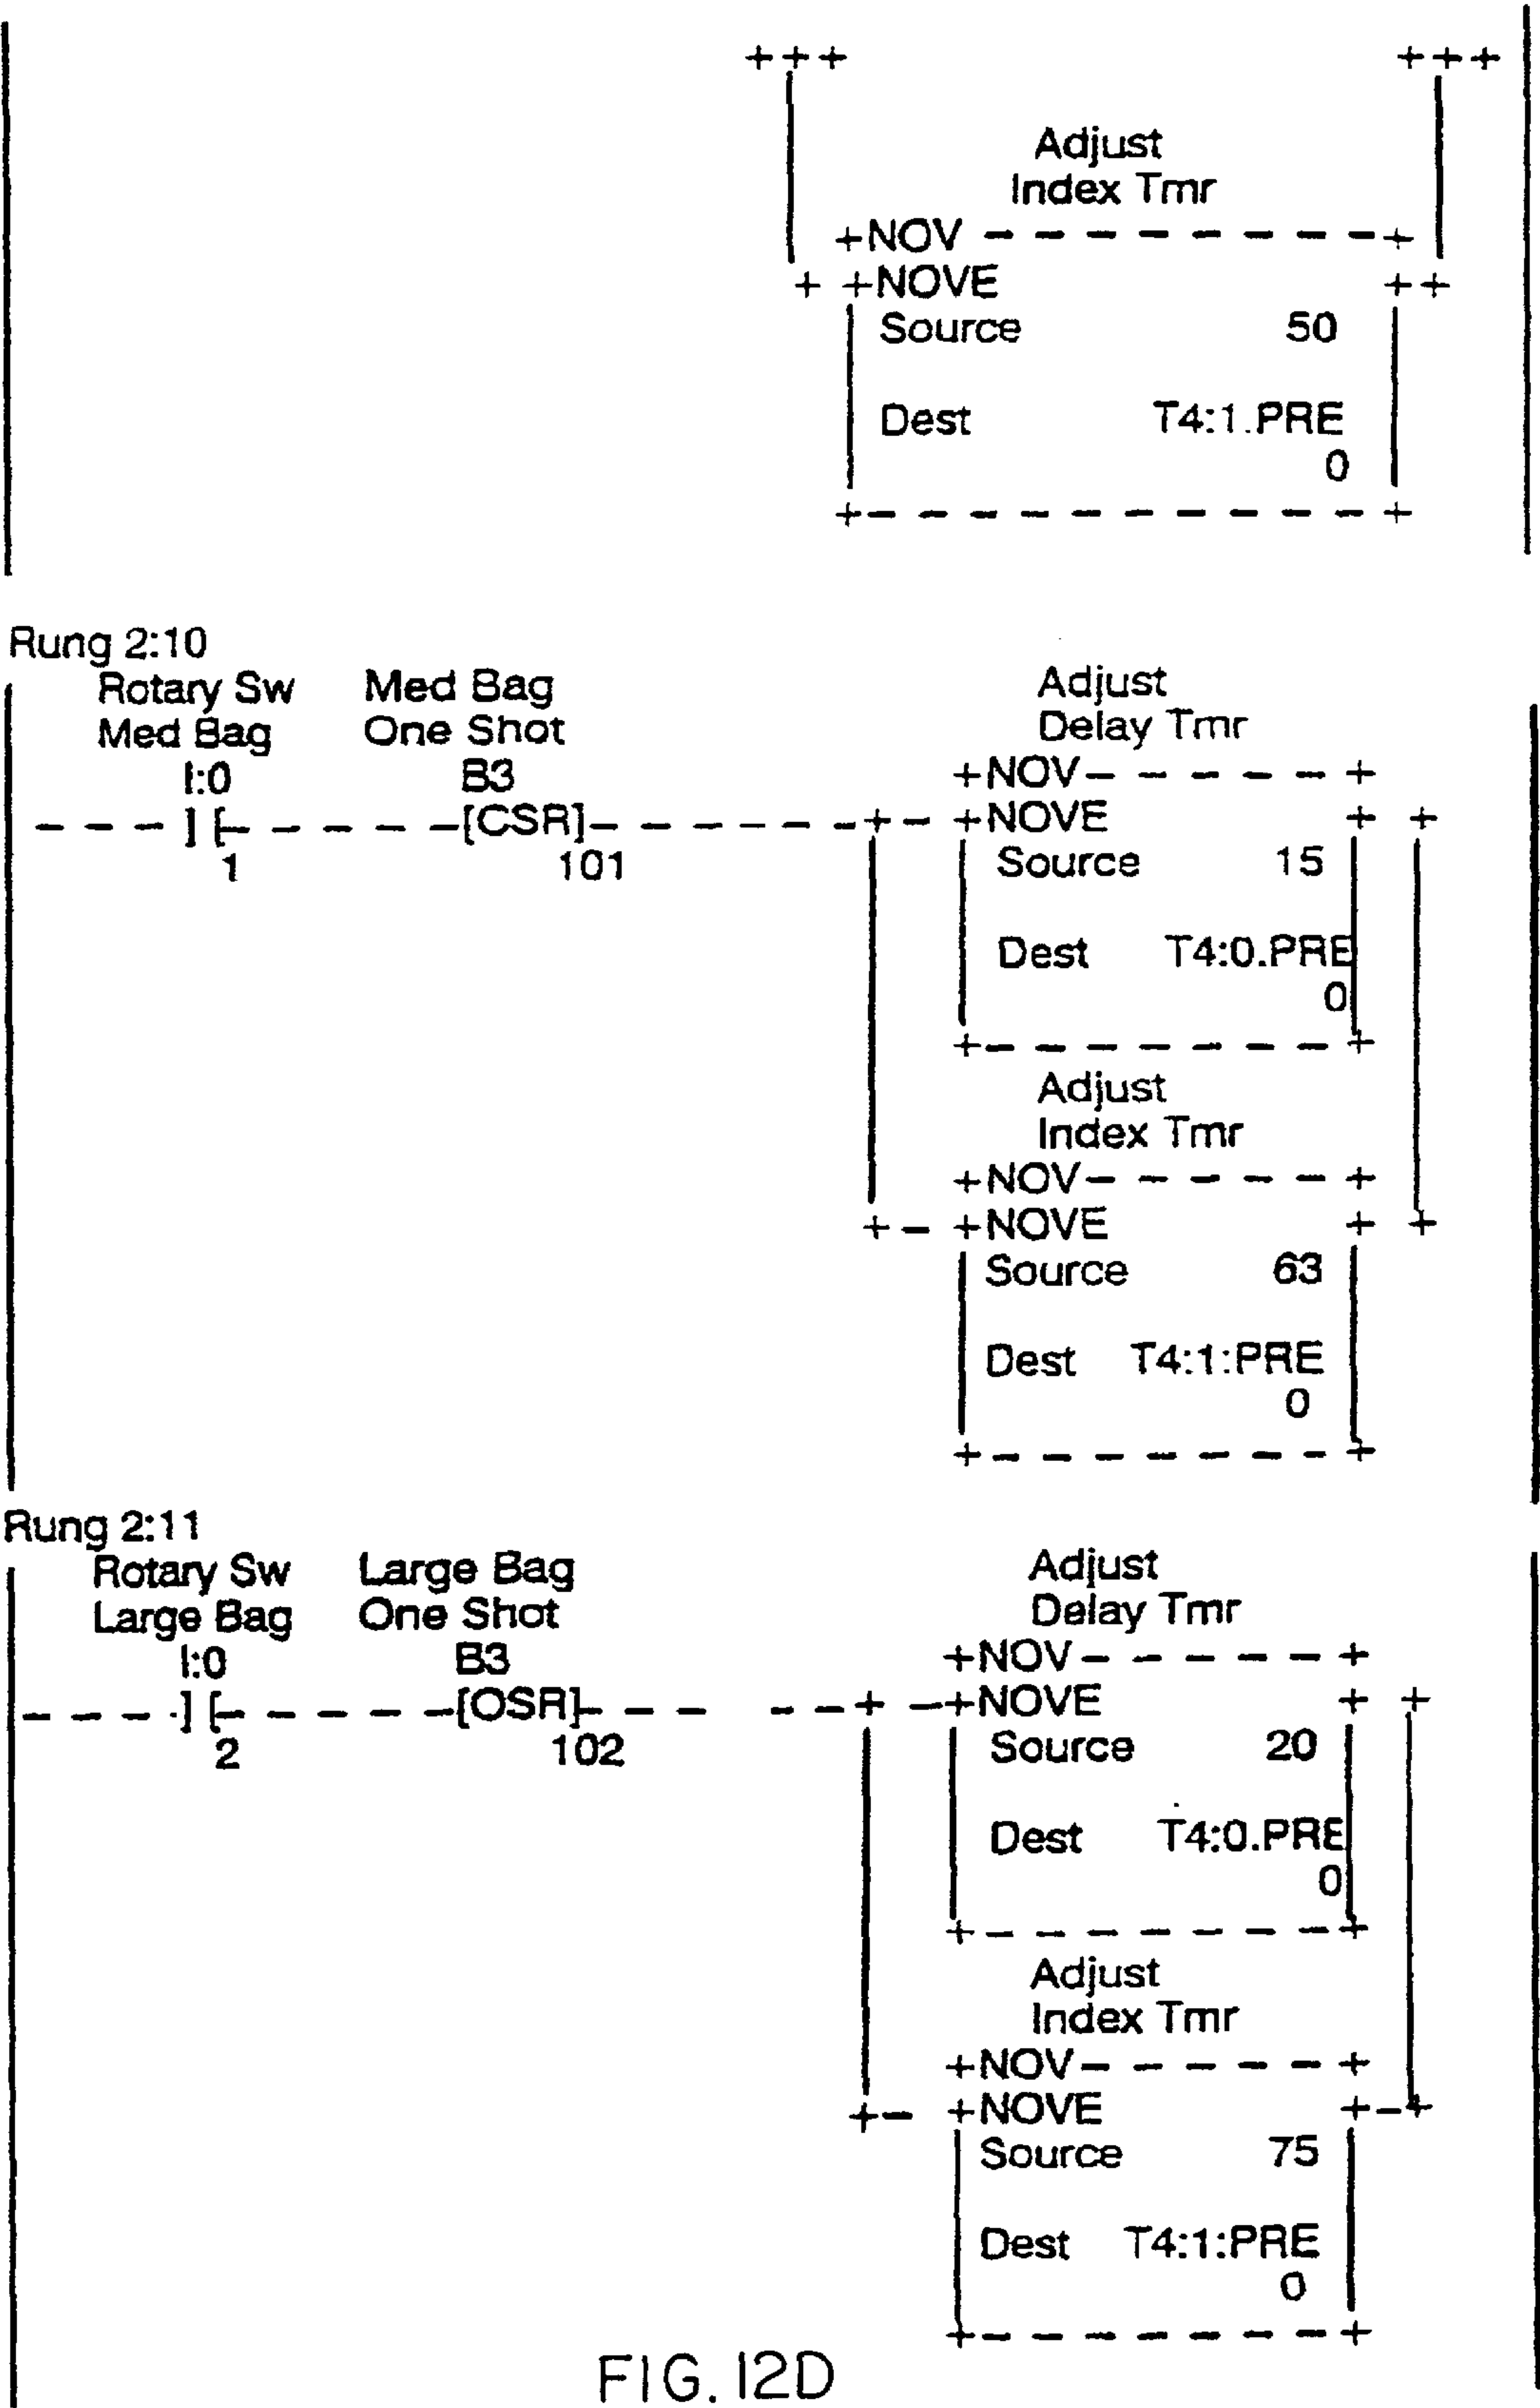 +++ +++
Adjust
Index Tmr
+NOV - - - - - - - - -+
+ +NOVE ++
Source 50
Dest T4:1.PRE
0
+- - - - - - - - - - -+
Rung 2:10
Rotary Sw Med Bag Adjust
Med Bag One Shot Delay Tmr
I:0 B3 +NOV- - - - - +
- - - ] [- - - - -[CSR]- - - - - -+- +NOVE + +
1 101 Source 15
Dest T4:0.PRE
0
+- - - - - - - -+
Adjust
Index Tmr
+NOV- - - - - +
+- +NOVE + +
Source 63
Dest T4:1:PRE
0
+- - - - - - - -+
Rung 2:11
Rotary Sw Large Bag Adjust
Large Bag One Shot Delay Tmr
I:0 B3 +NOV- - - - - +
- - - -] [- - - - -[OSR]- - - - -+ -+NOVE + +
2 102 Source 20
Dest T4:0.PRE
0
+- - - - - - - -+
Adjust
Index Tmr
+NOV- - - - - +
+- +NOVE +-+
Source 75
Dest T4:1:PRE
0
+- - - - - - - -+
FIG. 12D